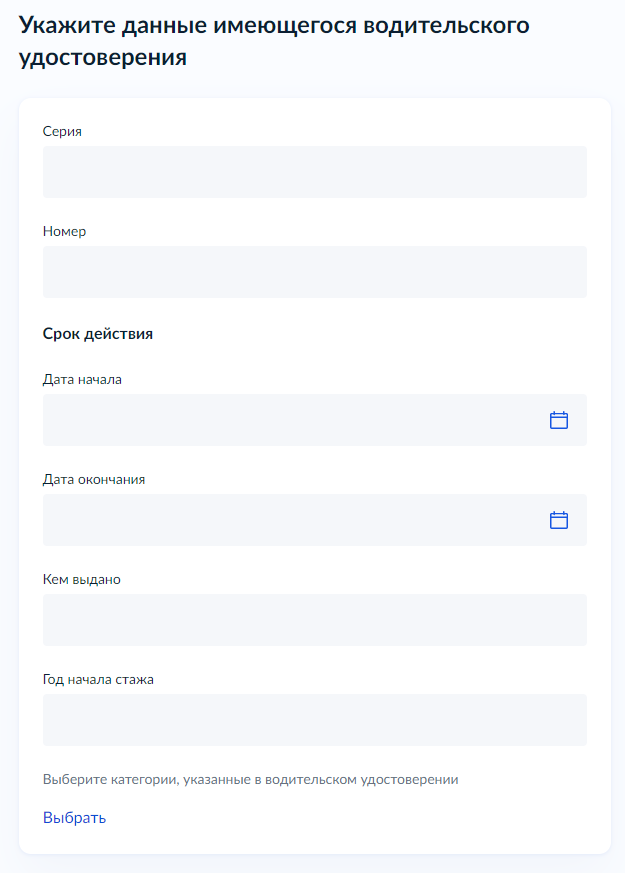 Укажите данные имеющегося водительского
удостоверения
Серия
Номер
Срок действия
Дата начала
Дата окончания
Кем выдано
Год начала стажа
Выберите категории, указанные в водительском удостоверении
Выбрать